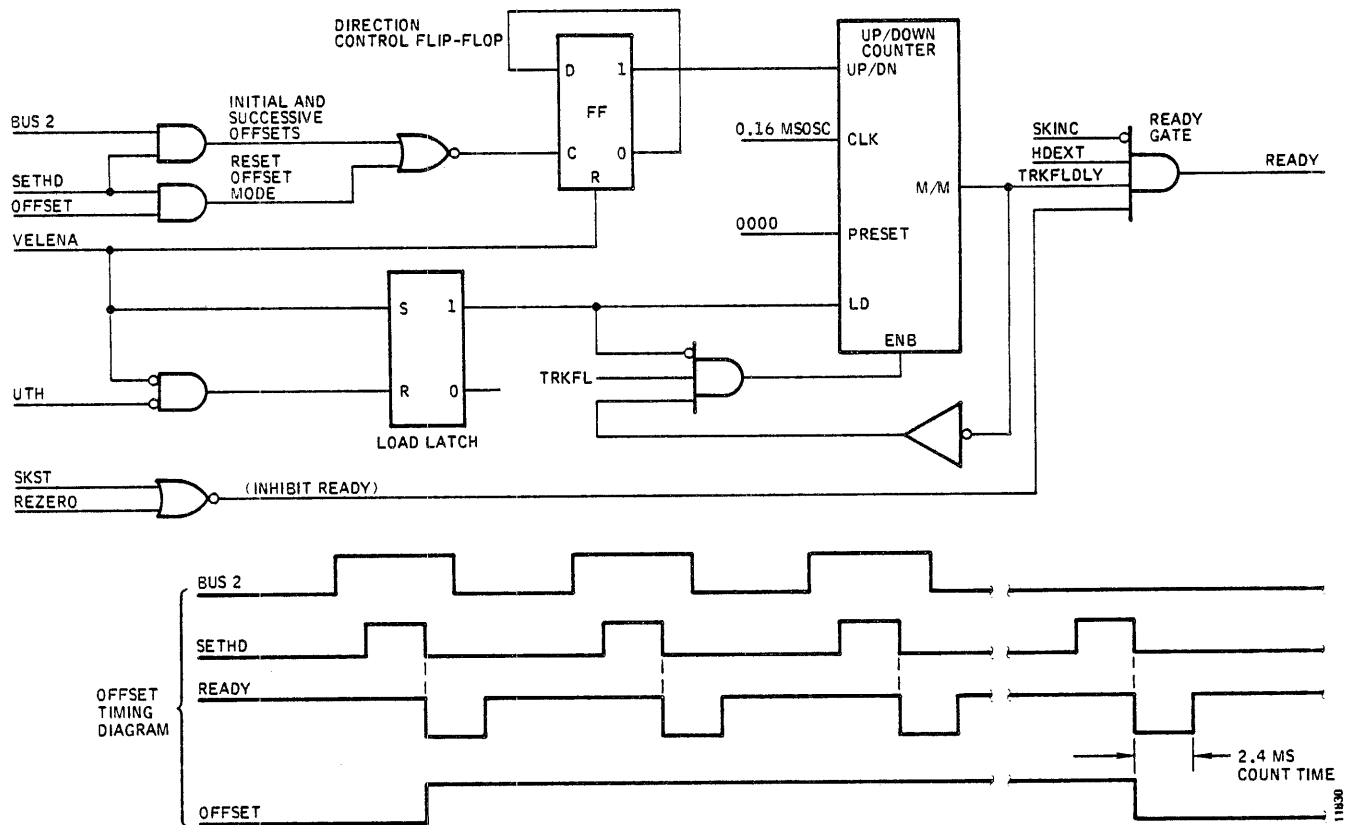 DIRECTION
CONTROL FLIP-FLOP
D
1
FF
C
0
R
UP/DOWN
COUNTER
UP/DN
0.16 MSOSC
CLK
M/M
0000
PRESET
LD
ENB
BUS 2
INITIAL AND
SUCCESSIVE
OFFSETS
SETHD
RESET
OFFSET
MODE
OFFSET
VELENA
S
1
R
0
LOAD LATCH
UTH
TRKFL
SKINC
READY
GATE
HDEXT
TRKFLDLY
READY
SKST
REZERO
(INHIBIT READY)
OFFSET
TIMING
DIAGRAM
BUS 2
SETHD
READY
OFFSET
2.4 MS
COUNT TIME
11830